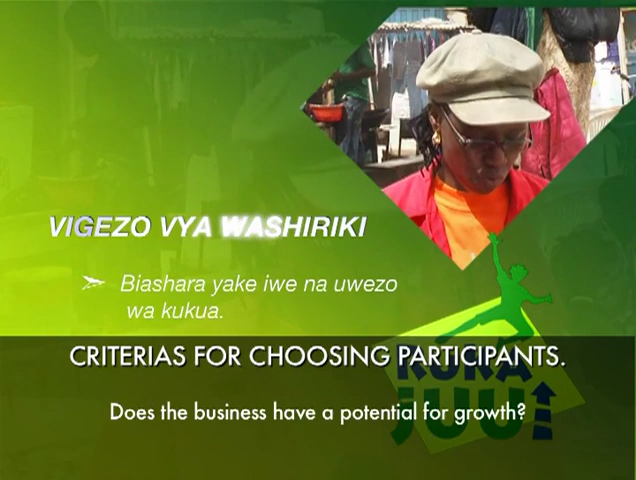 VIGEZO VYA WASHIRIKI
Biashara yake iwe na uwezo
wa kukua.
CRITERIAS FOR CHOOSING PARTICIPANTS.
RUKA
Does the business have a potential for growth?
JUU!